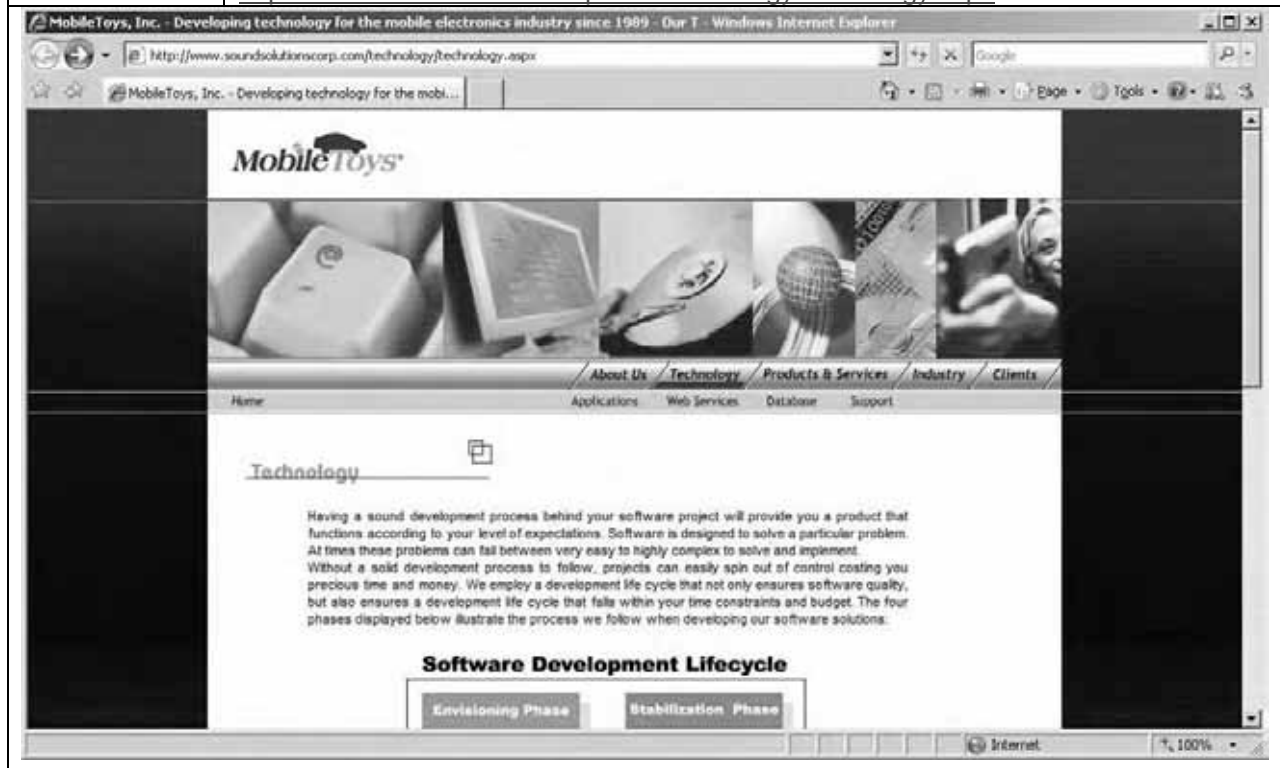 MobileToys, Inc. - Developing technology for the mobile electronics industry since 1989 - Our T - Windows Internet Explorer
http://www.soundsolutionscorp.com/technology/technology.aspx
Google
MobileToys, Inc. - Developing technology for the mobi...
Page
Tools
MobileToys
About Us
Technology
Products & Services
Industry
Clients
Home
Applications
Web Services
Database
Support
Technology
Having a sound development process behind your software project will provide you a product that
functions according to your level of expectations. Software is designed to solve a particular problem.
At times these problems can fall between very easy to highly complex to solve and implement.
Without a solid development process to follow, projects can easily spin out of control costing you
precious time and money. We employ a development life cycle that not only ensures software quality,
but also ensures a development life cycle that falls within your time constraints and budget. The four
phases displayed below illustrate the process we follow when developing our software solutions:
Software Development Lifecycle
Envisioning Phase
Stabilization Phase
Internet
100%